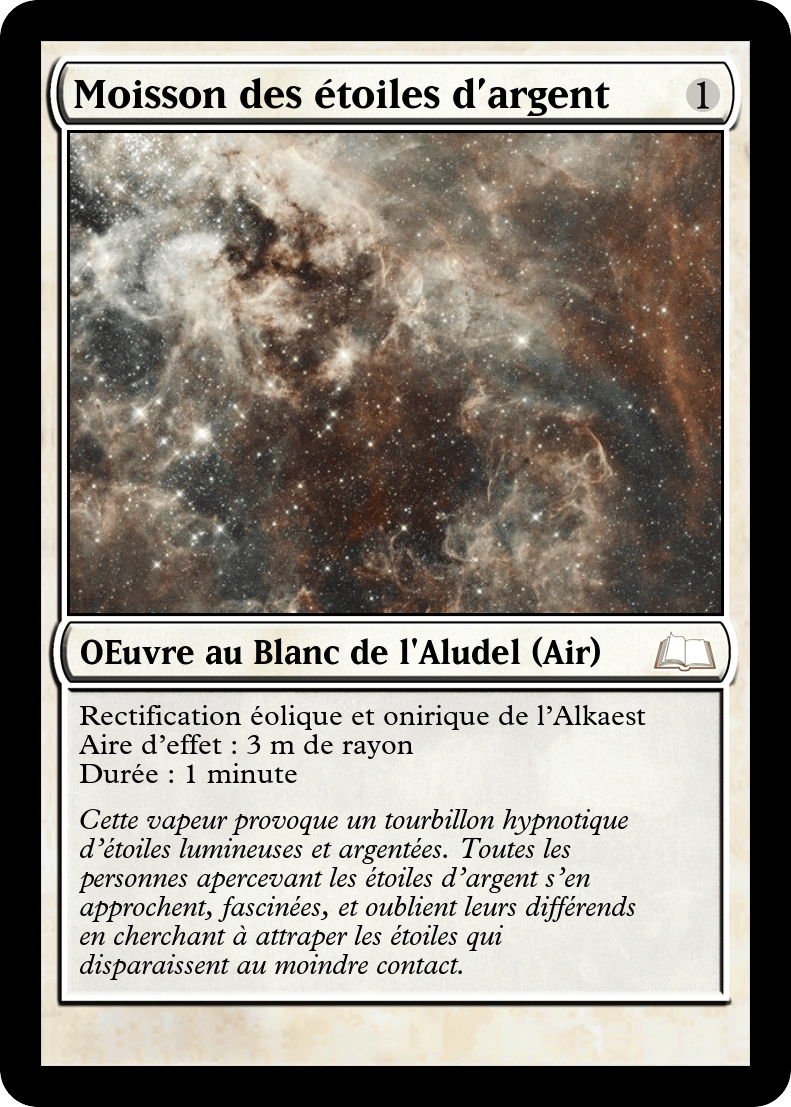 Moisson des étoiles d'argent 1
OEuvre au Blanc de l'Aludel (Air)
Rectification éolique et onirique de l’Alkaest
Aire d’effet : 3 m de rayon
Durée : 1 minute
Cette vapeur provoque un tourbillon hypnotique
d’étoiles lumineuses et argentées. Toutes les
personnes apercevant les étoiles d’argent s’en
approchent, fascinées, et oublient leurs différends
en cherchant à attraper les étoiles qui
disparaissent au moindre contact.